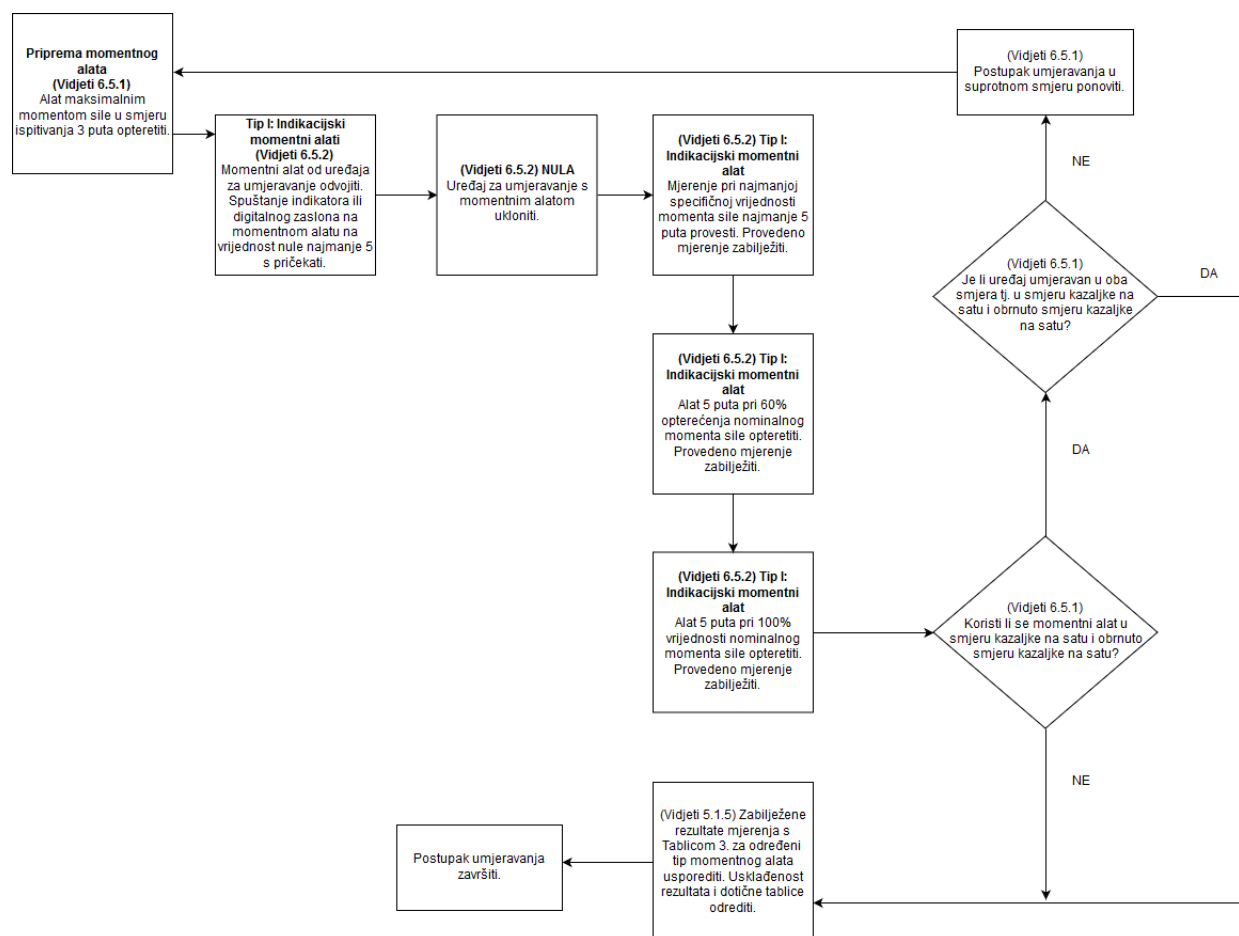 Priprema momentnog
alata
(Vidjeti 6.5.1)
Alat maksimalnim
momentom sile u smjeru
ispitivanja 3 puta opteretiti.
Tip I: Indikacijski
momentni alati
(Vidjeti 6.5.2)
Momentni alat od uređaja
za umjeravanje odvojiti.
Spuštanje indikatora ili
digitalnog zaslona na
momentnom alatu na
vrijednost nule najmanje 5
s pričekati.
(Vidjeti 6.5.2) NULA
Uređaj za umjeravanje s
momentnim alatom
ukloniti.
(Vidjeti 6.5.2) Tip I:
Indikacijski momentni
alat
Mjerenje pri najmanjoj
specifičnoj vrijednosti
momenta sile najmanje 5
puta provesti. Provedeno
mjerenje zabilježiti.
(Vidjeti 6.5.2) Tip I:
Indikacijski momentni
alat
Alat 5 puta pri 60%
opterećenja nominalnog
momenta sile opteretiti.
Provedeno mjerenje
zabilježiti.
(Vidjeti 6.5.2) Tip I:
Indikacijski momentni
alat
Alat 5 puta pri 100%
vrijednosti nominalnog
momenta sile opteretiti.
Provedeno mjerenje
zabilježiti.
(Vidjeti 6.5.1)
Koristi li se momentni alat u
smjeru kazaljke na satu i obrnuto
smjeru kazaljke na satu?
DA
(Vidjeti 6.5.1)
Je li uređaj umjeravan u oba
smjera tj. u smjeru kazaljke na
satu i obrnuto smjeru kazaljke
na satu?
DA
NE
(Vidjeti 6.5.1)
Postupak umjeravanja u
suprotnom smjeru ponoviti.
NE
(Vidjeti 5.1.5) Zabilježene
rezultate mjerenja s
Tablicom 3. za određeni
tip momentnog alata
usporediti. Usklađenost
rezultata i dotične tablice
odrediti.
Postupak umjeravanja
završiti.